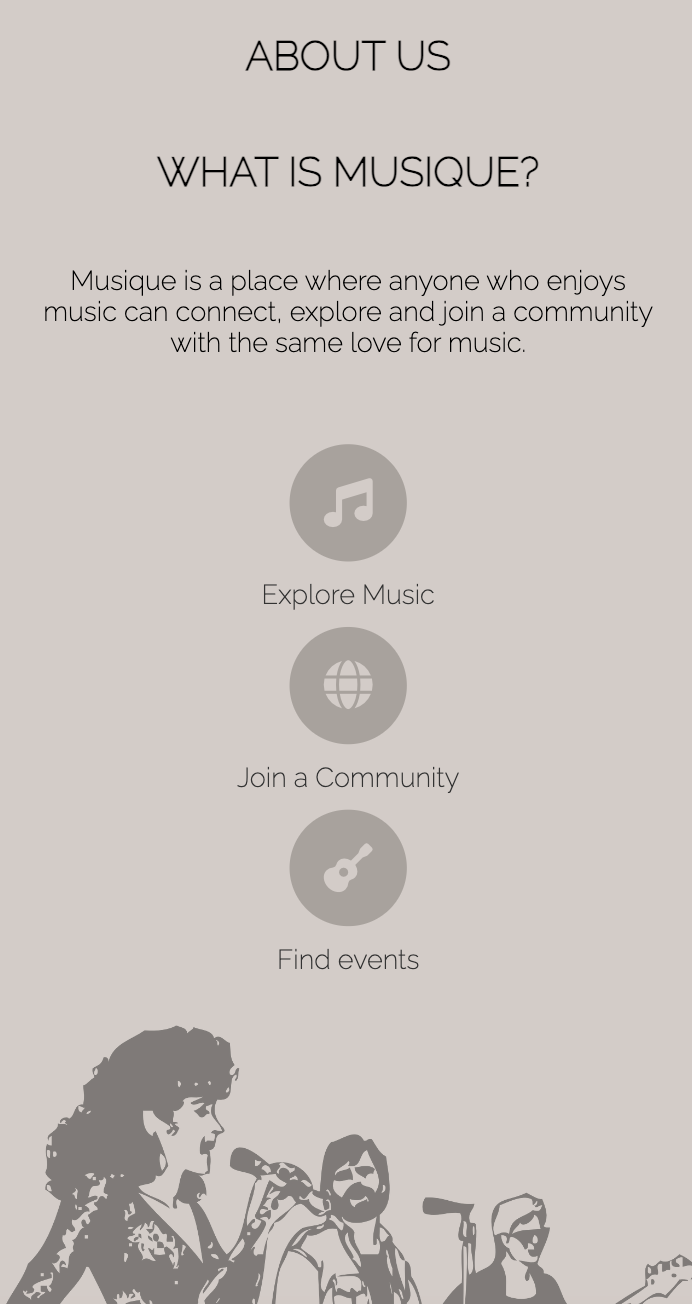 ABOUT US
WHAT IS MUSIQUE?
Musique is a place where anyone who enjoys
music can connect, explore and join a community
with the same love for music.
Explore Music
Join a Community
Find events